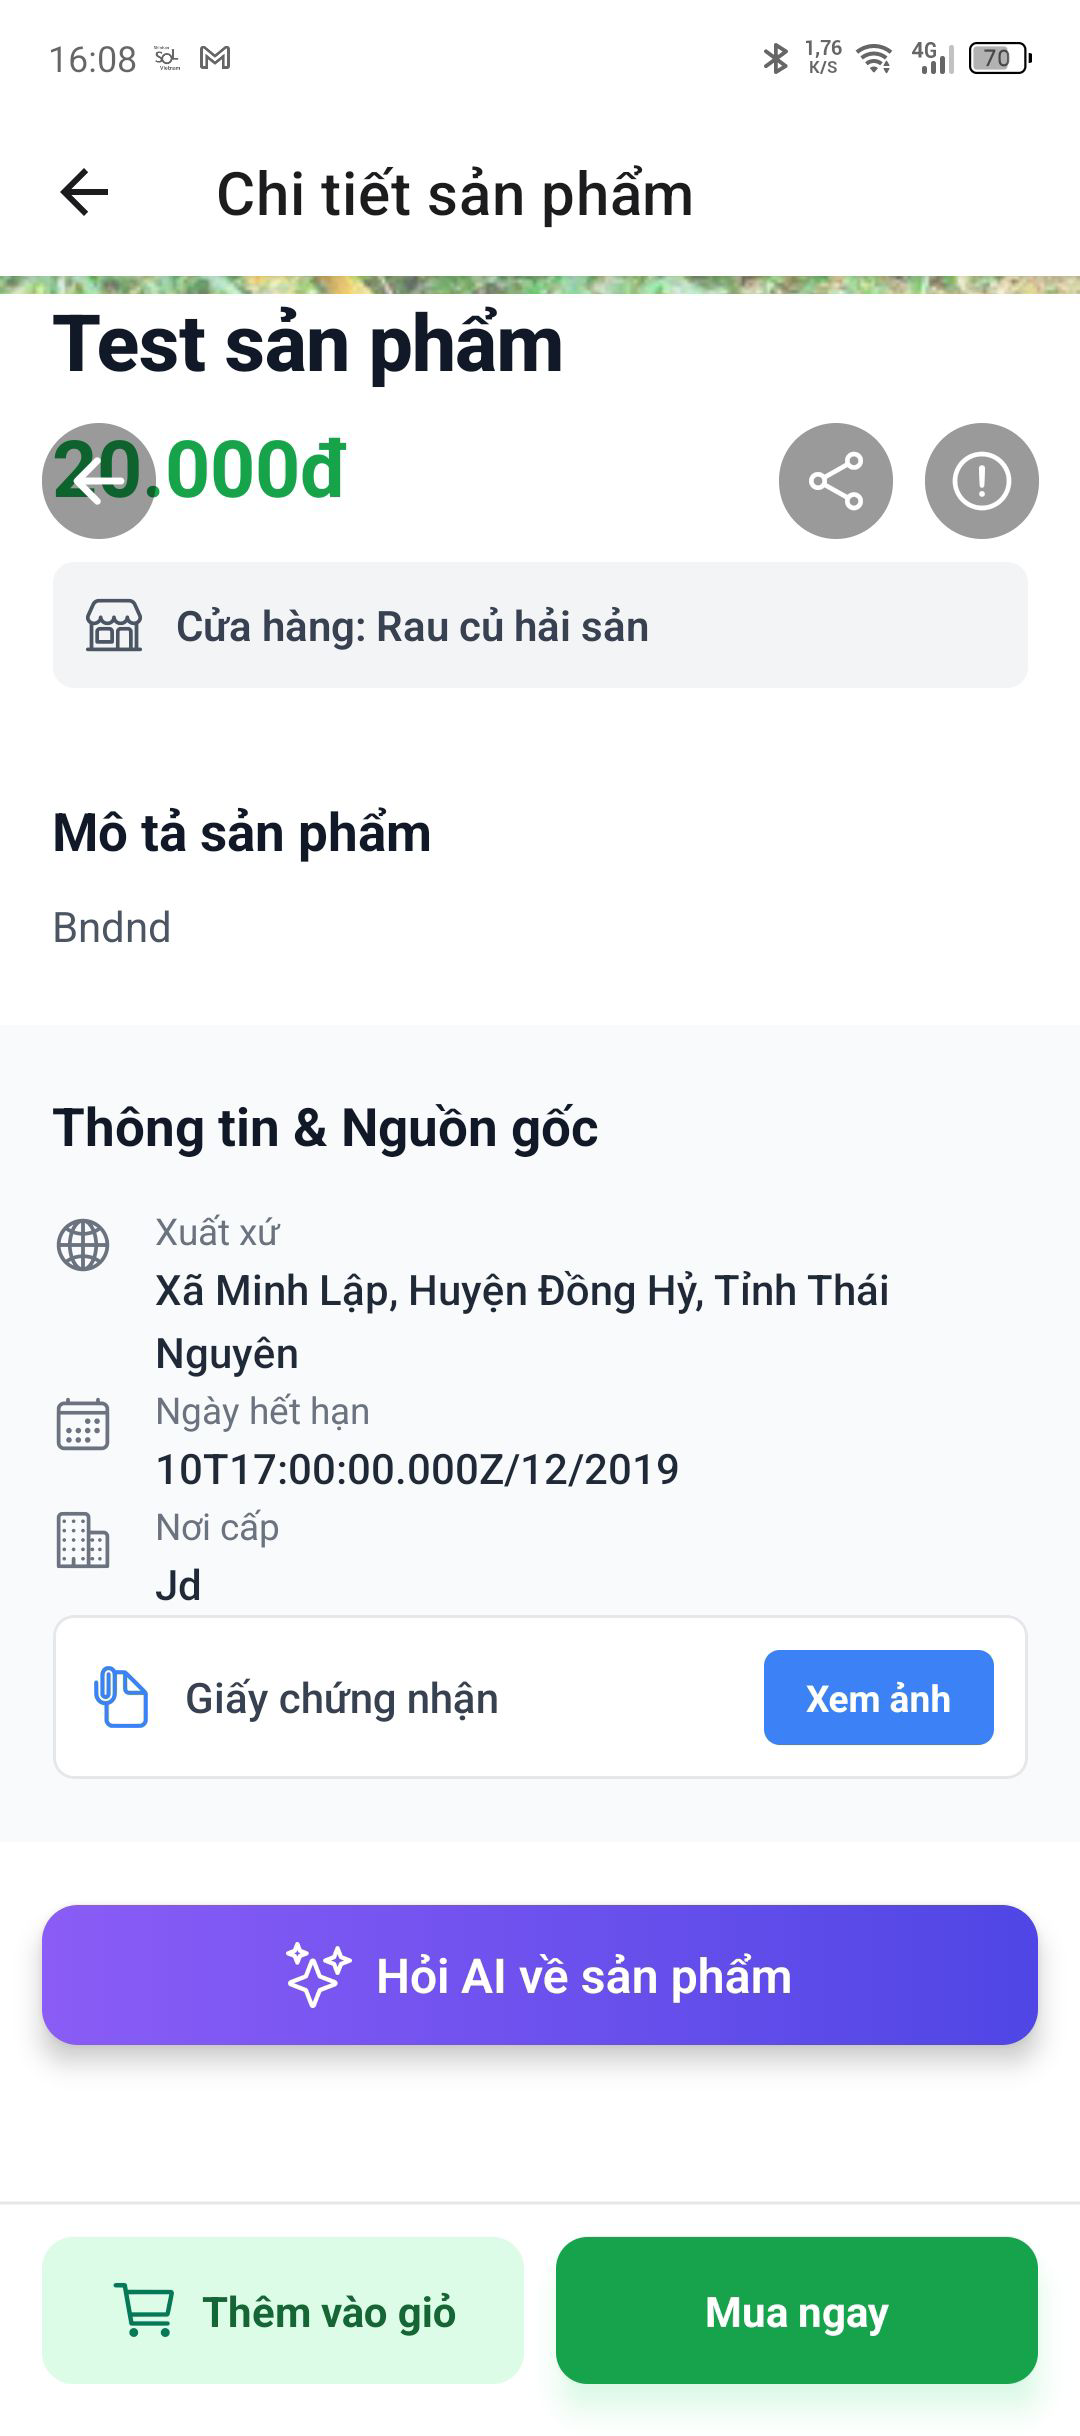 16:08
SOL
Vietnam
1,76
K/S
4G
70
Chi tiết sản phẩm
Test sản phẩm
20.000đ
Cửa hàng: Rau củ hải sản
Mô tả sản phẩm
Bndnd
Thông tin & Nguồn gốc
Xuất xứ
Xã Minh Lập, Huyện Đồng Hỷ, Tỉnh Thái
Nguyên
Ngày hết hạn
10T17:00:00.000Z/12/2019
Nơi cấp
Jd
Giấy chứng nhận
Xem ảnh
Hỏi AI về sản phẩm
Thêm vào giỏ
Mua ngay